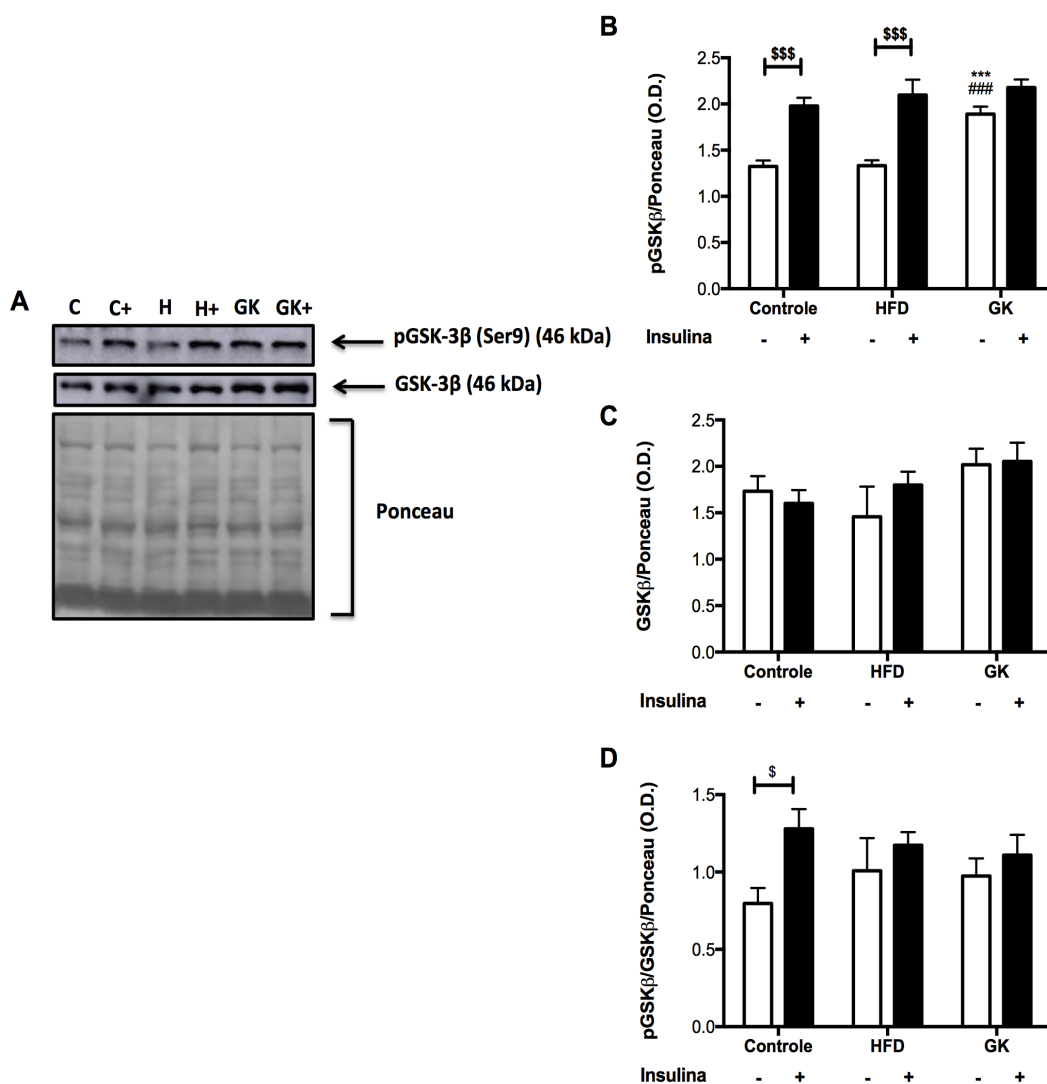 A
C C+ H H+ GK GK+
pGSK-3β (Ser9) (46 kDa)
GSK-3β (46 kDa)
Ponceau
B
pGSKβ/Ponceau (O.D.)
2.5
2.0
1.5
1.0
0.5
0.0
$$$
$$$
***
###
Controle HFD GK
Insulina - + - + - +
C
GSKβ/Ponceau (O.D.)
2.5
2.0
1.5
1.0
0.5
0.0
Controle HFD GK
Insulina - + - + - +
D
pGSKβ/GSKβ/Ponceau (O.D.)
1.5
1.0
0.5
0.0
$
Controle HFD GK
Insulina - + - + - +